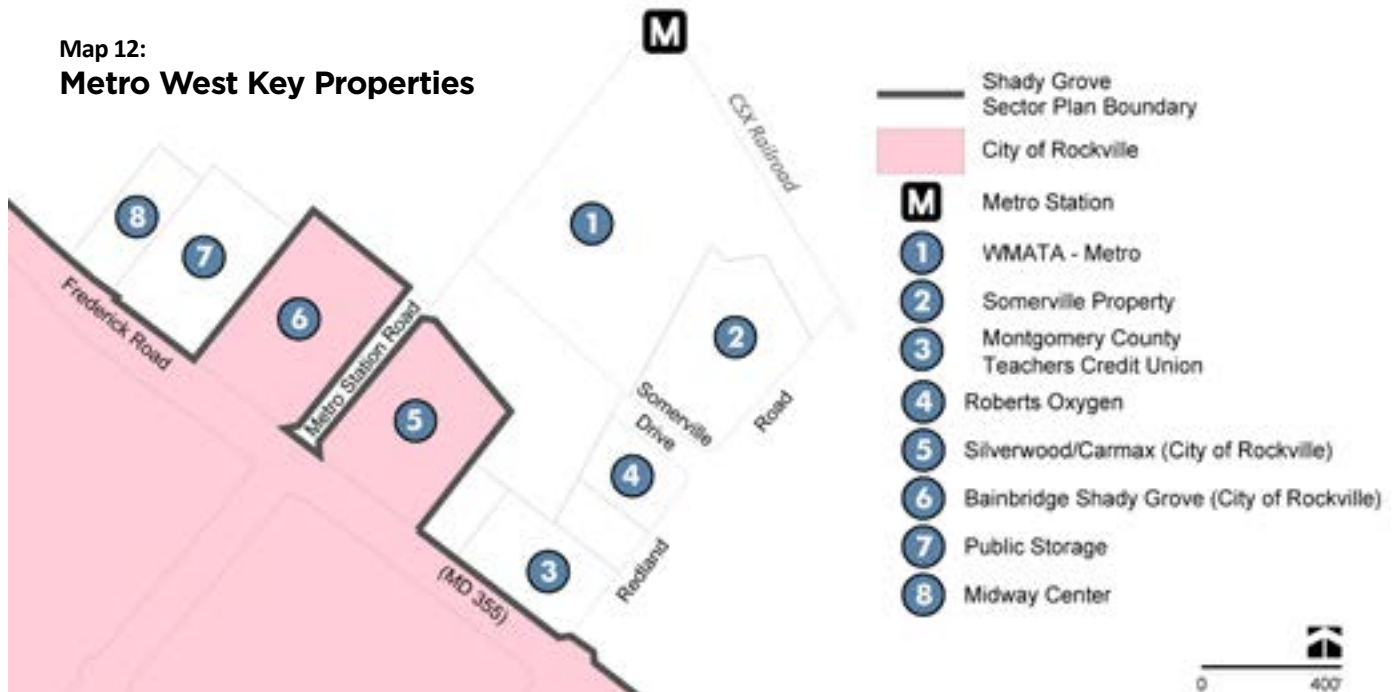 Map 12:
Metro West Key Properties
M
CSX Railroad
8
7
6
1
2
5
4
3
Frederick Road
Metro Station Road
Somerville
Drive
Road
Redland
(MD 355)
Shady Grove
Sector Plan Boundary
City of Rockville
M
Metro Station
1
WMATA - Metro
2
Somerville Property
3
Montgomery County
Teachers Credit Union
4
Roberts Oxygen
5
Silverwood/Carmax (City of Rockville)
6
Bainbridge Shady Grove (City of Rockville)
7
Public Storage
8
Midway Center
0
400'